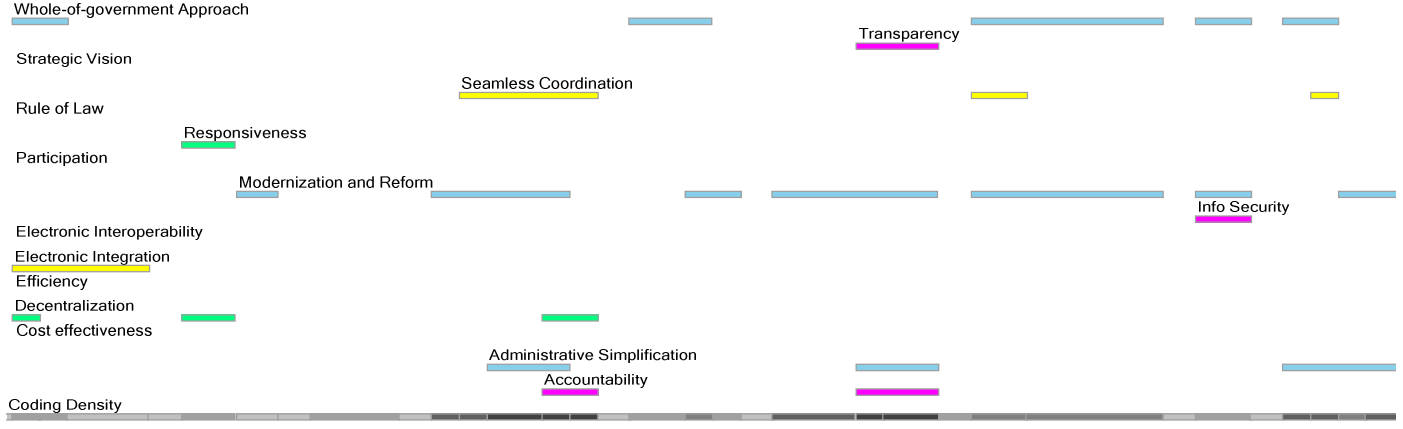 Whole-of-government Approach
Transparency
Strategic Vision
Seamless Coordination
Rule of Law
Responsiveness
Participation
Modernization and Reform
Info Security
Electronic Interoperability
Electronic Integration
Efficiency
Decentralization
Cost effectiveness
Administrative Simplification
Accountability
Coding Density